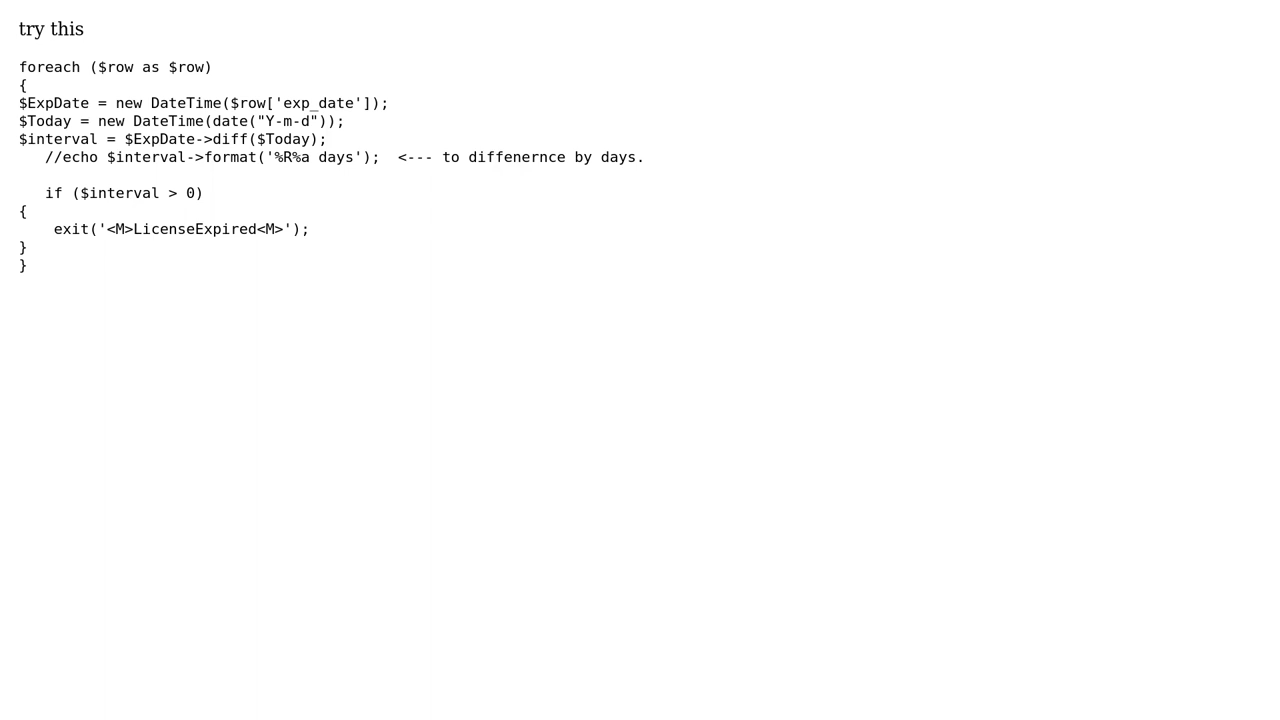 try this
foreach ($row as $row)
{
$ExpDate = new DateTime($row['exp_date']);
$Today = new DateTime(date("Y-m-d"));
$interval = $ExpDate->diff($Today);
   //echo $interval->format('%R%a days');  <--- to diffenernce by days.
   if ($interval > 0)
{
    exit('<M>LicenseExpired<M>');
}
}